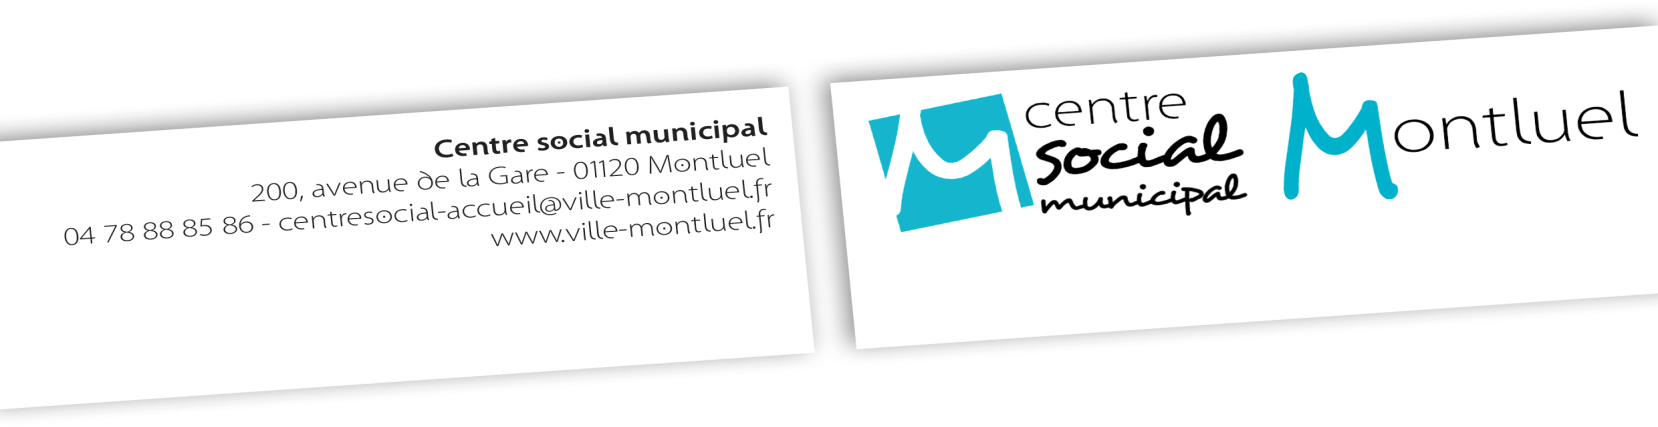 Centre social municipal
200, avenue de la Gare - 01120 Montluel
04 78 88 85 86 - centresocial-accueil@ville-montluel.fr
www.ville-montluel.fr
centre
social
municipal
Montluel